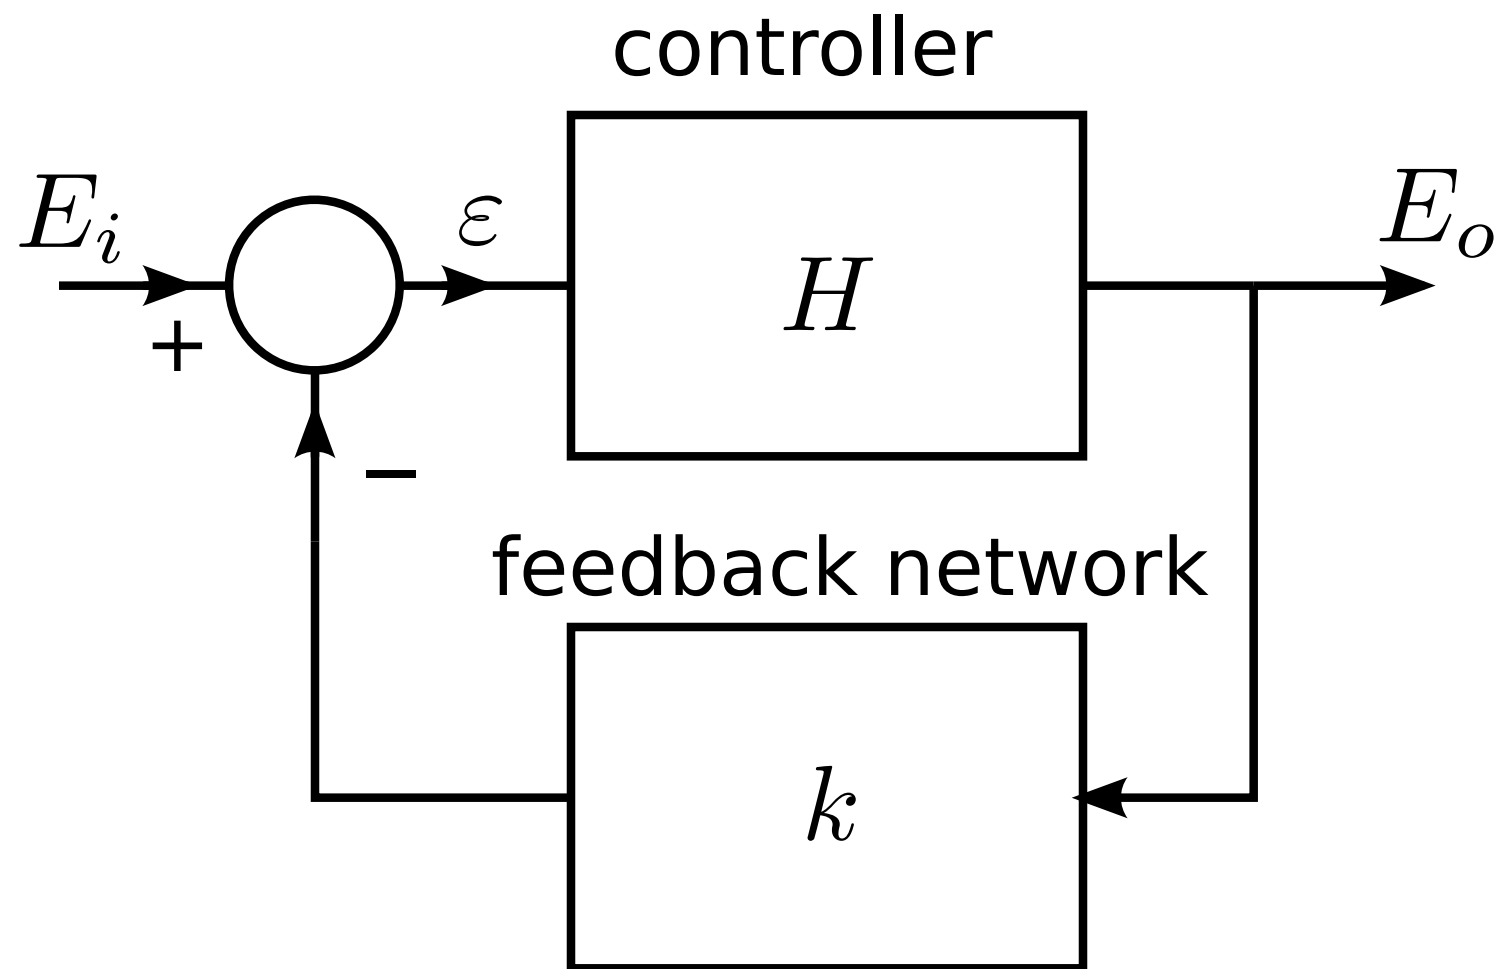 controller
E_i
ε
E_o
H
+
−
feedback network
k